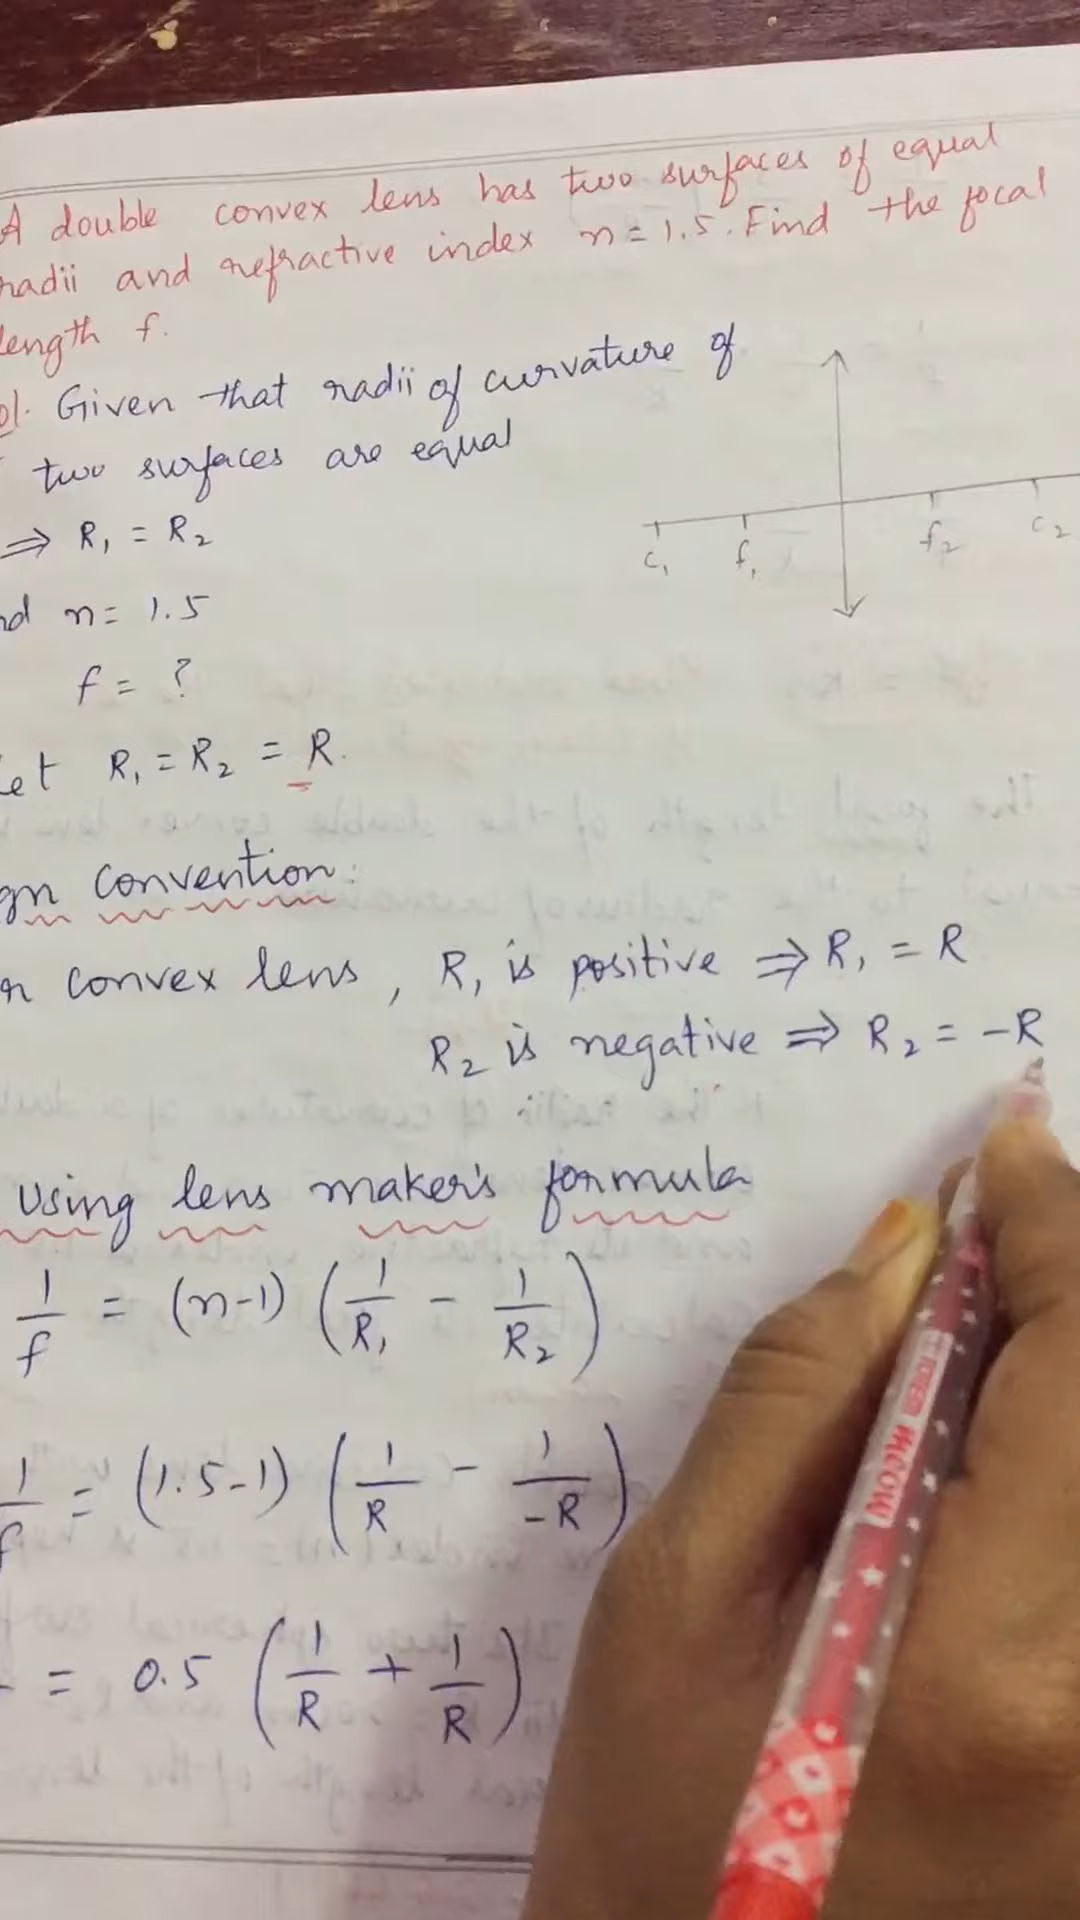 A double convex lens has two surfaces of equal
radii and refractive index n = 1.5. Find the focal
length f.
Given that radii of curvature of
two surfaces are equal
⇒ R₁ = R₂
n = 1.5
f = ?
R₁ = R₂ = R.
C₁ f₁ f₂ C₂
convention:
convex lens, R₁ is positive ⇒ R₁ = R
R₂ is negative ⇒ R₂ = -R
Using lens maker's formula
1/f = (n-1) (1/R₁ - 1/R₂)
1/f = (1.5-1) (1/R - 1/-R)
= 0.5 (1/R + 1/R)